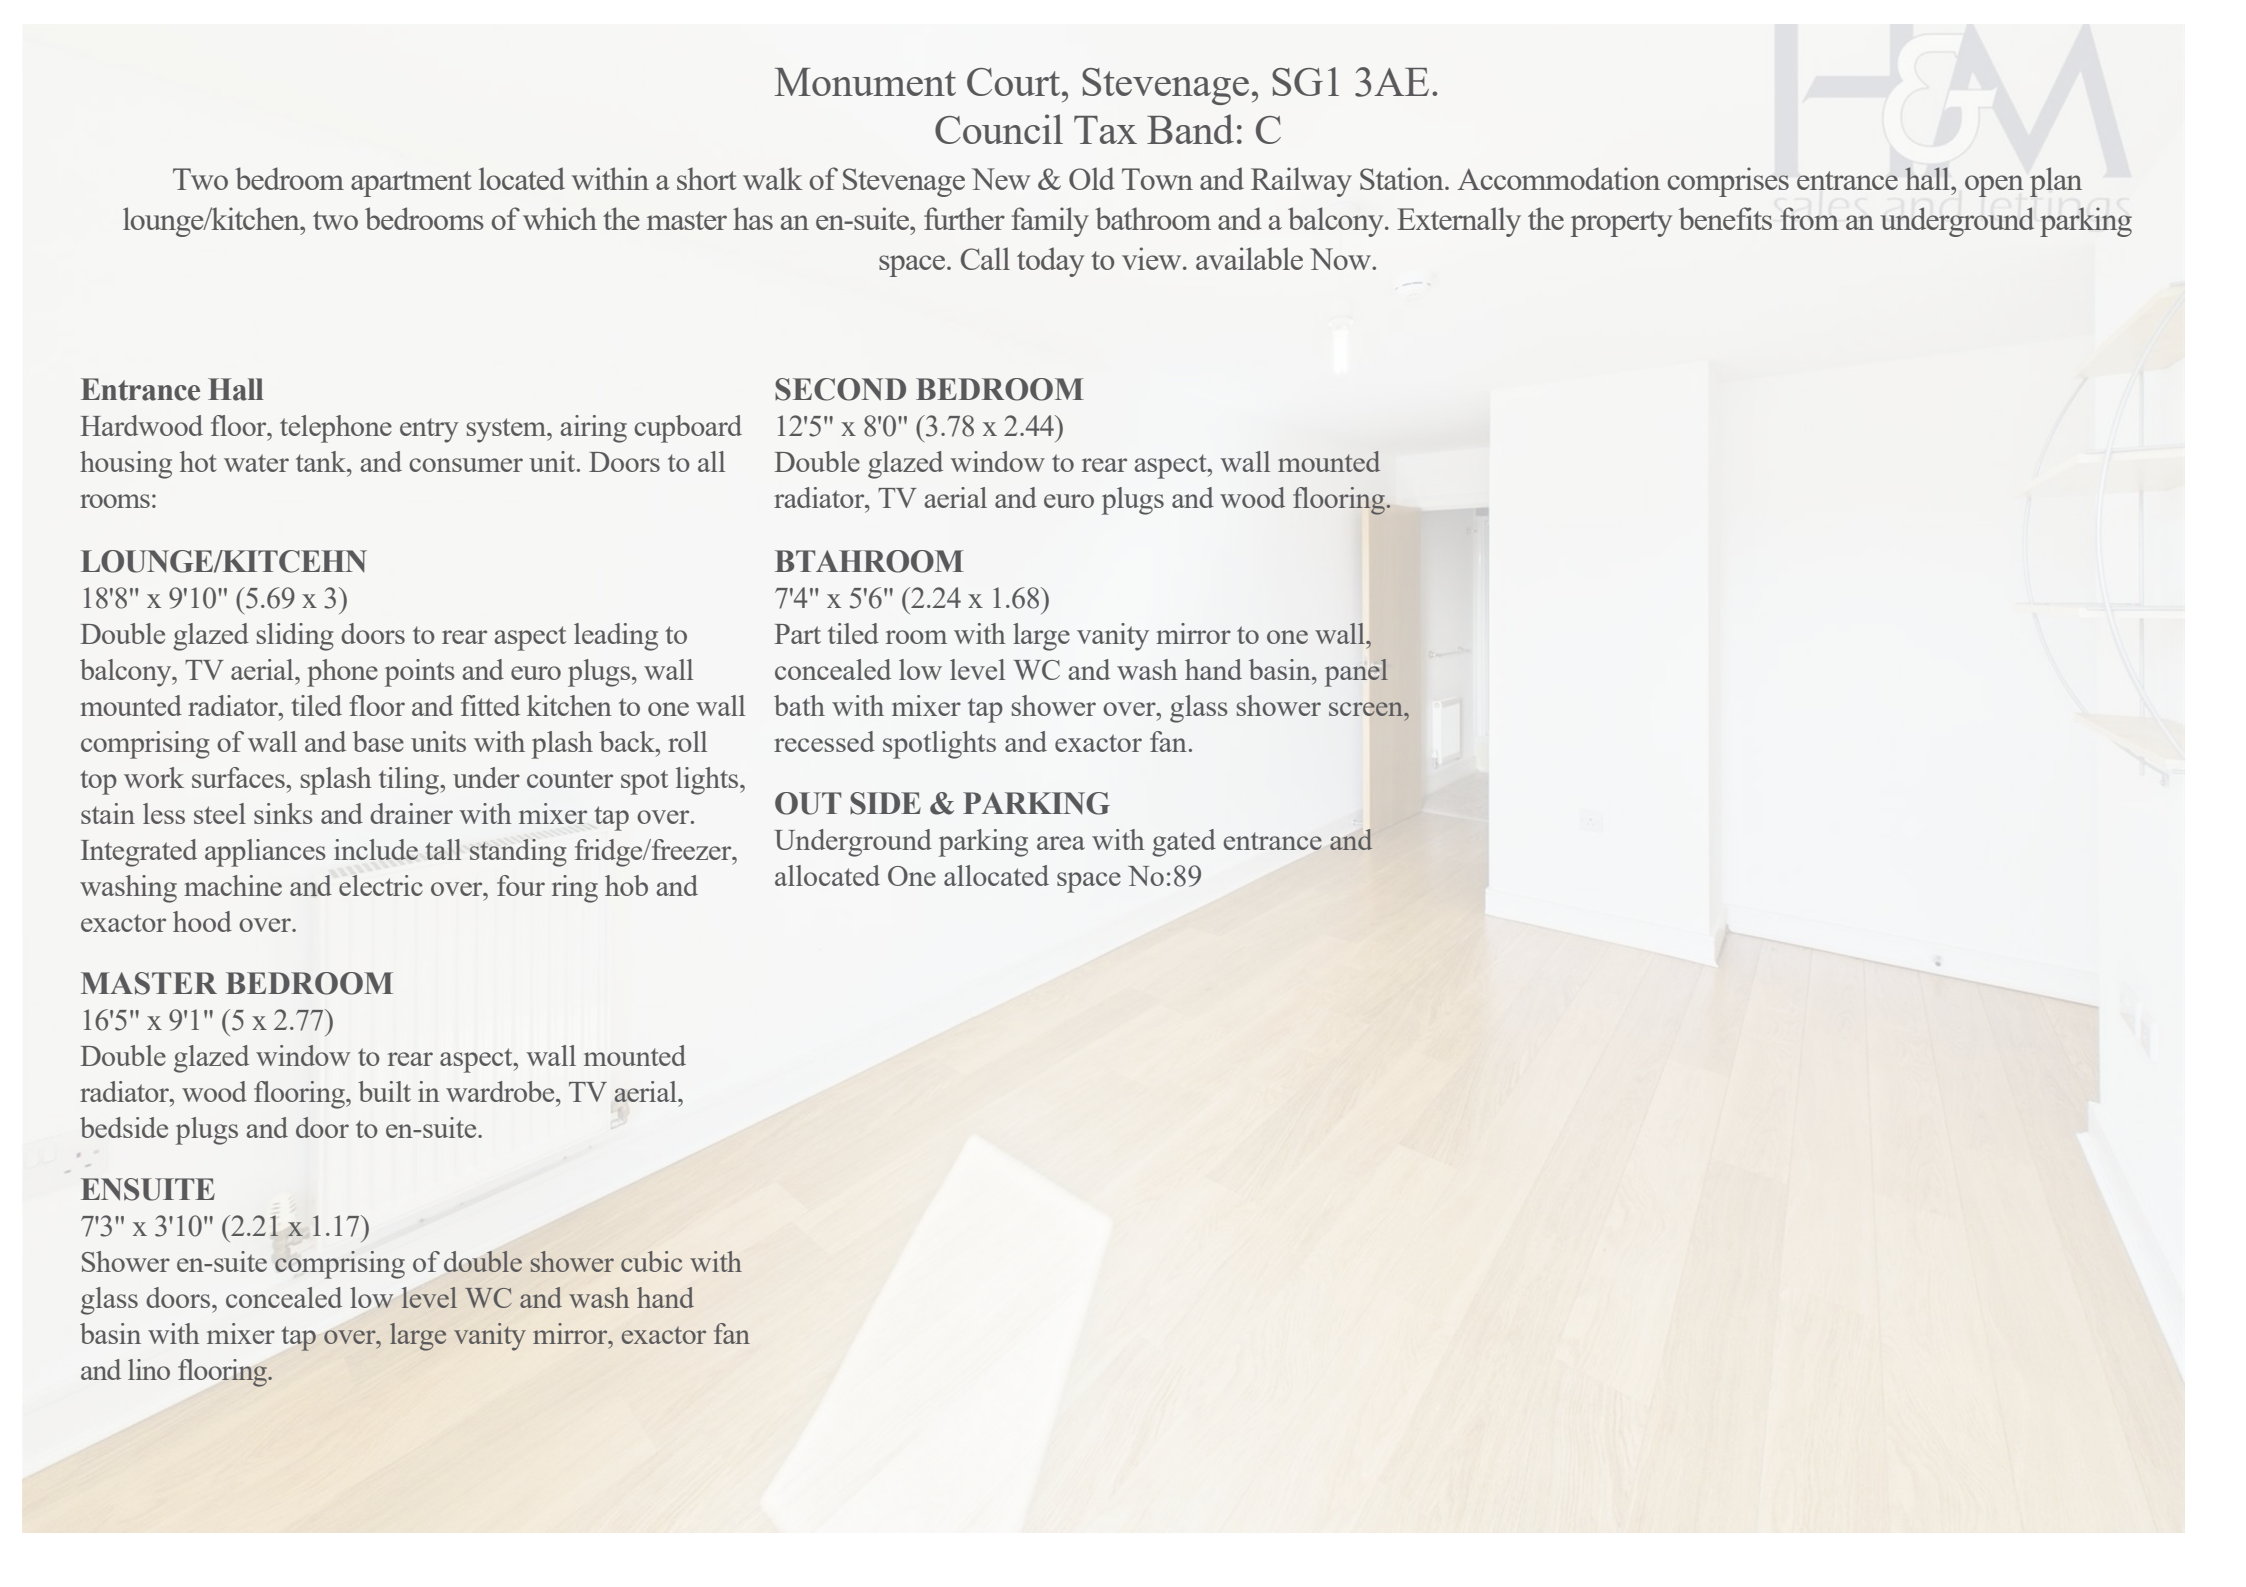 H&M
sales and lettings
Monument Court, Stevenage, SG1 3AE.
Council Tax Band: C
Two bedroom apartment located within a short walk of Stevenage New & Old Town and Railway Station. Accommodation comprises entrance hall, open plan
lounge/kitchen, two bedrooms of which the master has an en-suite, further family bathroom and a balcony. Externally the property benefits from an underground parking
space. Call today to view. available Now.
Entrance Hall
Hardwood floor, telephone entry system, airing cupboard
housing hot water tank, and consumer unit. Doors to all
rooms:
LOUNGE/KITCEHN
18'8" x 9'10" (5.69 x 3)
Double glazed sliding doors to rear aspect leading to
balcony, TV aerial, phone points and euro plugs, wall
mounted radiator, tiled floor and fitted kitchen to one wall
comprising of wall and base units with plash back, roll
top work surfaces, splash tiling, under counter spot lights,
stain less steel sinks and drainer with mixer tap over.
Integrated appliances include tall standing fridge/freezer,
washing machine and electric over, four ring hob and
exactor hood over.
MASTER BEDROOM
16'5" x 9'1" (5 x 2.77)
Double glazed window to rear aspect, wall mounted
radiator, wood flooring, built in wardrobe, TV aerial,
bedside plugs and door to en-suite.
ENSUITE
7'3" x 3'10" (2.21 x 1.17)
Shower en-suite comprising of double shower cubic with
glass doors, concealed low level WC and wash hand
basin with mixer tap over, large vanity mirror, exactor fan
and lino flooring.
SECOND BEDROOM
12'5" x 8'0" (3.78 x 2.44)
Double glazed window to rear aspect, wall mounted
radiator, TV aerial and euro plugs and wood flooring.
BTAHROOM
7'4" x 5'6" (2.24 x 1.68)
Part tiled room with large vanity mirror to one wall,
concealed low level WC and wash hand basin, panel
bath with mixer tap shower over, glass shower screen,
recessed spotlights and exactor fan.
OUT SIDE & PARKING
Underground parking area with gated entrance and
allocated One allocated space No:89